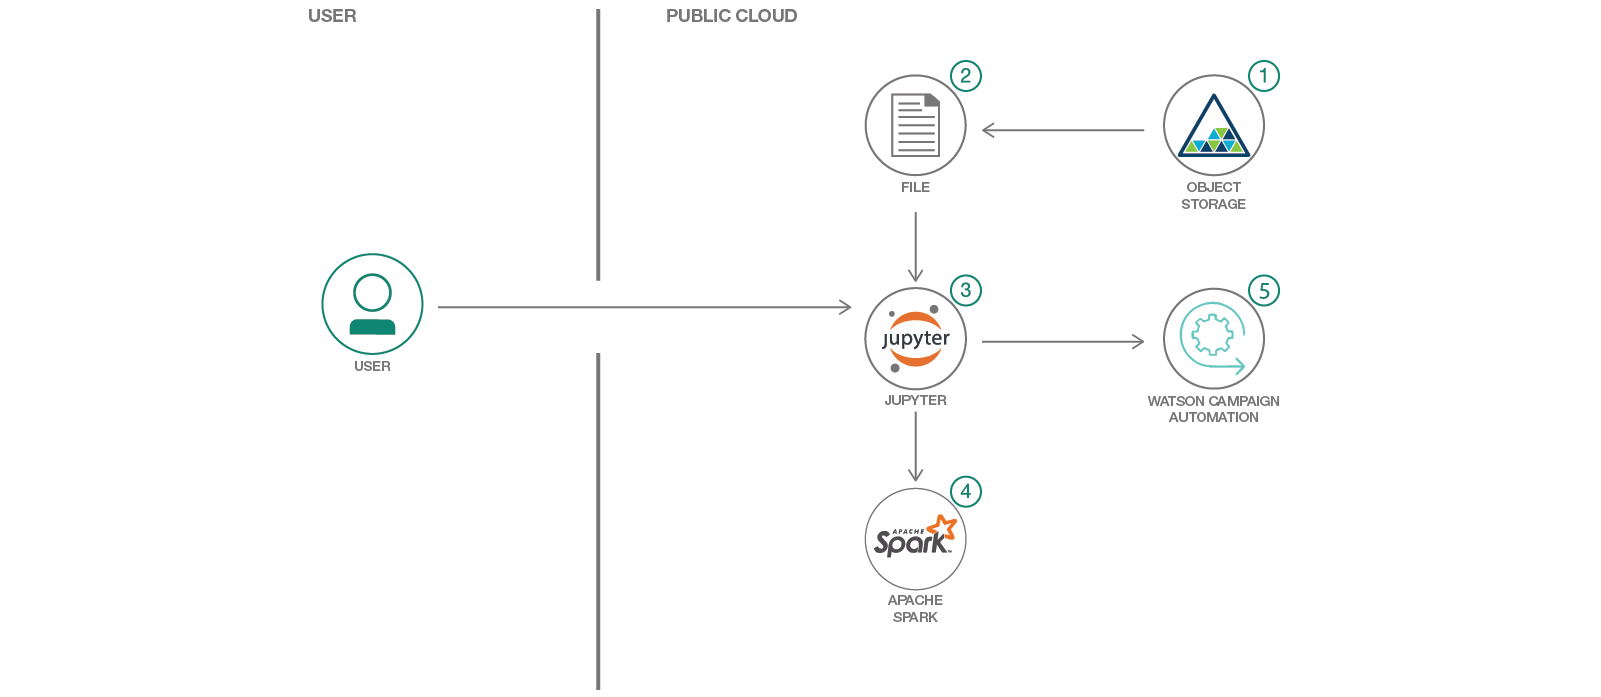 USER
PUBLIC CLOUD
2
1
FILE
OBJECT
STORAGE
3
5
jupyter
USER
JUPYTER
WATSON CAMPAIGN
AUTOMATION
4
APACHE
Spark™
APACHE
SPARK